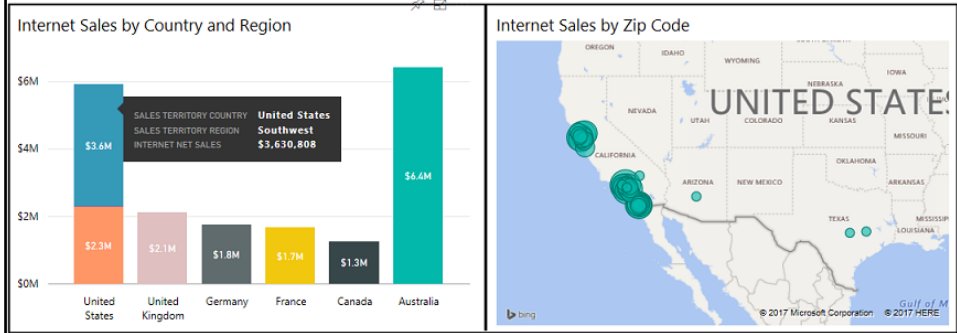 Internet Sales by Country and Region
$6M
$4M
$2M
$0M
SALES TERRITORY COUNTRY United States
SALES TERRITORY REGION Southwest
INTERNET NET SALES $3,630,808
$3.6M
$2.3M
$2.1M
$1.8M
$1.7M
$1.3M
$6.4M
United States
United Kingdom
Germany
France
Canada
Australia
Internet Sales by Zip Code
OREGON
IDAHO
WYOMING
IOWA
NEBRASKA
NEVADA
UNITED STATES
UTAH
COLORADO
KANSAS
MISSOURI
CALIFORNIA
OKLAHOMA
ARIZONA
NEW MEXICO
ARKANSAS
TEXAS
MISSISSIP
LOUISIANA
Gulf of M
bing
© 2017 Microsoft Corporation © 2017 HERE